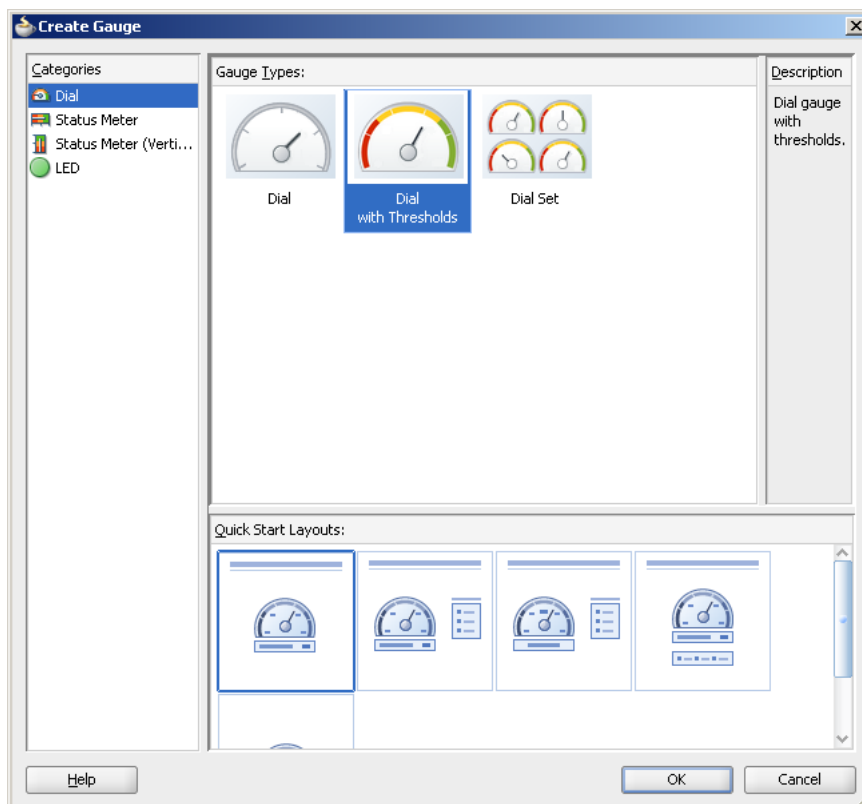 Create Gauge
Categories
Dial
Status Meter
Status Meter (Verti...
LED
Gauge Types:
Dial
Dial
with Thresholds
Dial Set
Description
Dial gauge
with
thresholds.
Quick Start Layouts:
Help
OK
Cancel